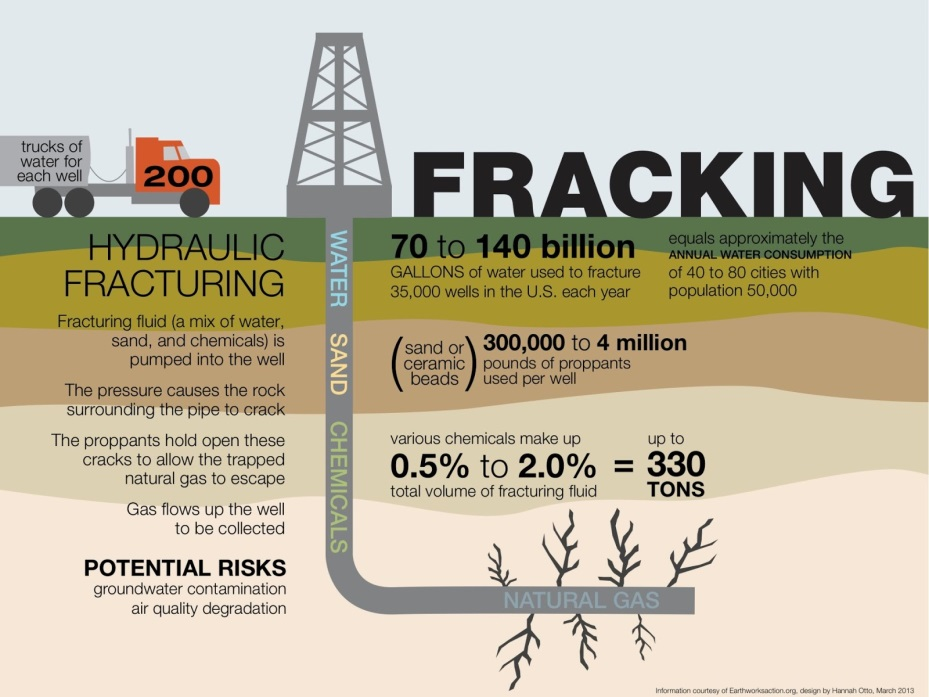 trucks of
water for
each well
200
FRACKING
HYDRAULIC
FRACTURING
Fracturing fluid (a mix of water,
sand, and chemicals) is
pumped into the well
The pressure causes the rock
surrounding the pipe to crack
The proppants hold open these
cracks to allow the trapped
natural gas to escape
Gas flows up the well
to be collected
POTENTIAL RISKS
groundwater contamination
air quality degradation
WATER
SAND
CHEMICALS
70 to 140 billion
GALLONS of water used to fracture
35,000 wells in the U.S. each year
equals approximately the
ANNUAL WATER CONSUMPTION
of 40 to 80 cities with
population 50,000
(sand or
ceramic
beads)
300,000 to 4 million
pounds of proppants
used per well
various chemicals make up
0.5% to 2.0%
total volume of fracturing fluid
=
up to
330
TONS
NATURAL GAS
Information courtesy of Earthworksaction.org, design by Hannah Otto, March 2013